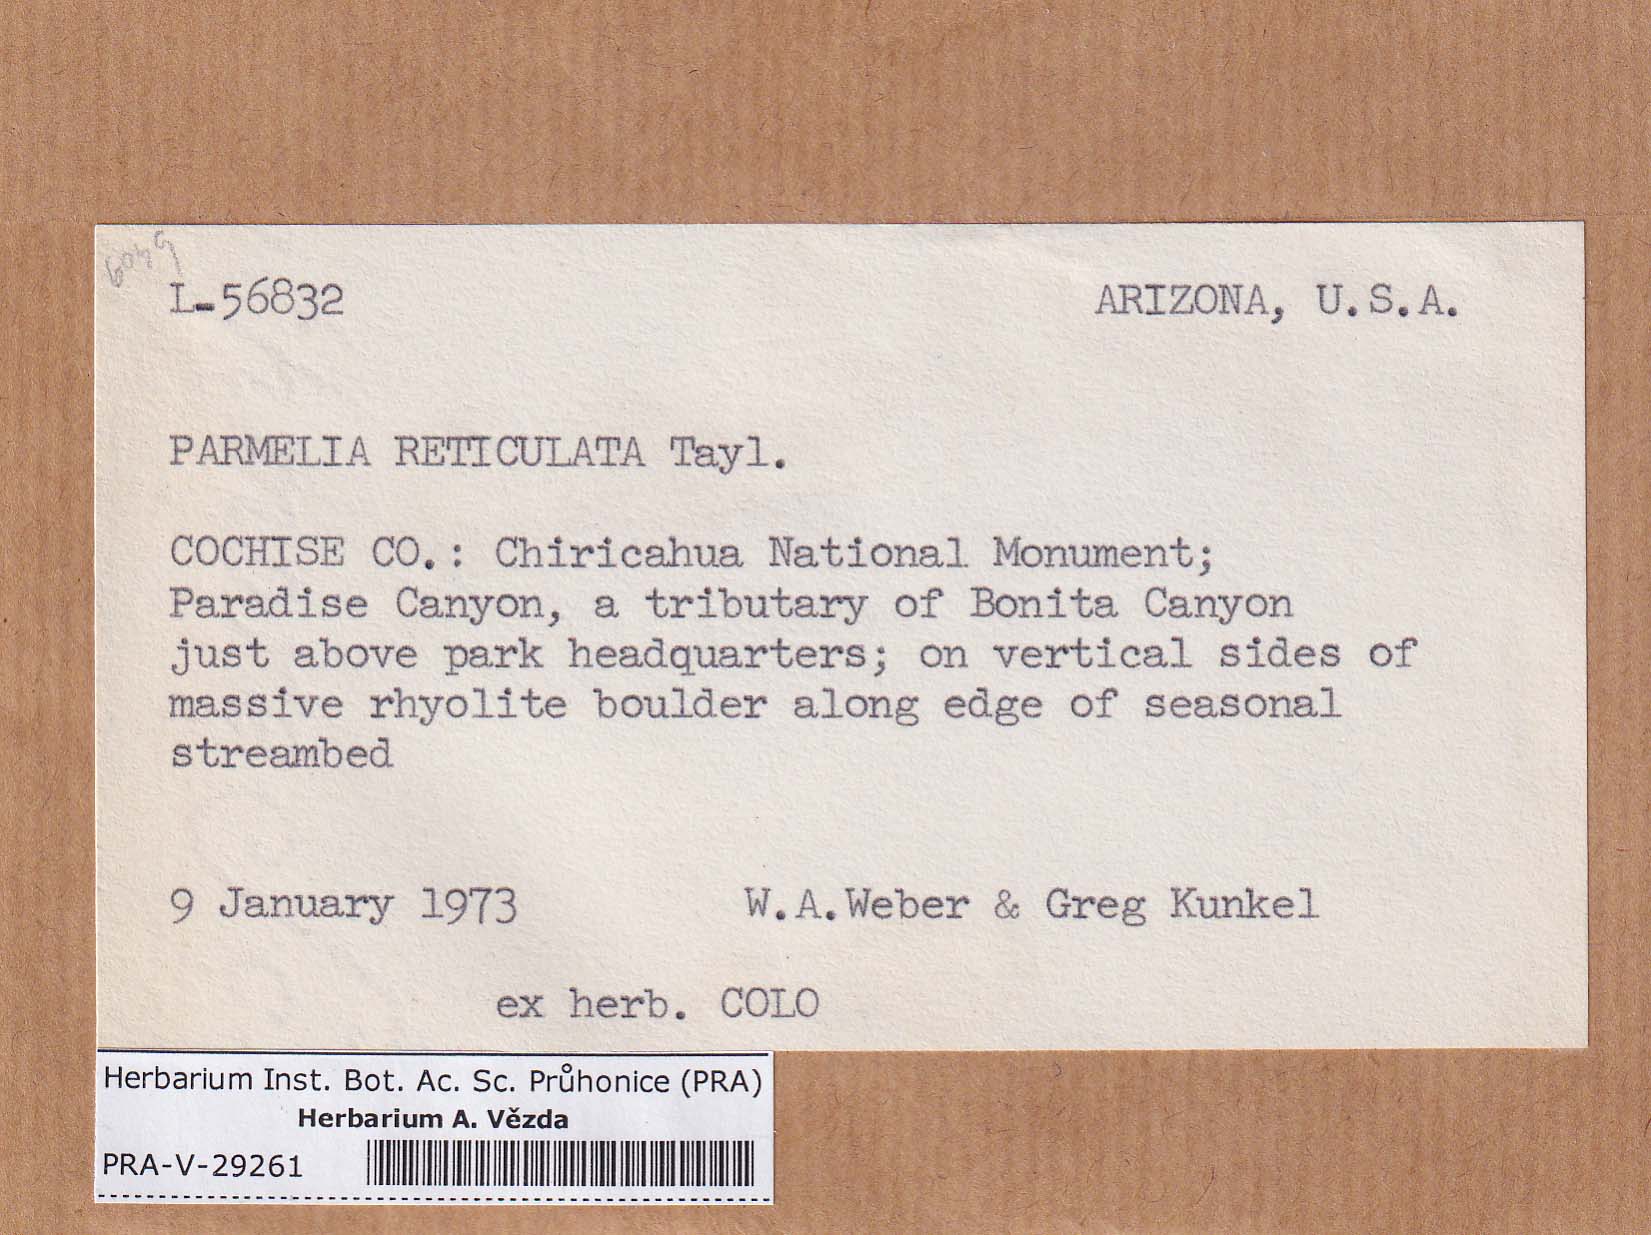 L-56832 ARIZONA, U.S.A.
PARMELIA RETICULATA Tayl.
COCHISE CO.: Chiricahua National Monument;
Paradise Canyon, a tributary of Bonita Canyon
just above park headquarters; on vertical sides of
massive rhyolite boulder along edge of seasonal
streambed
9 January 1973 W.A.Weber & Greg Kunkel
ex herb. COLO
Herbarium Inst. Bot. Ac. Sc. Průhonice (PRA)
Herbarium A. Vězda
PRA-V-29261